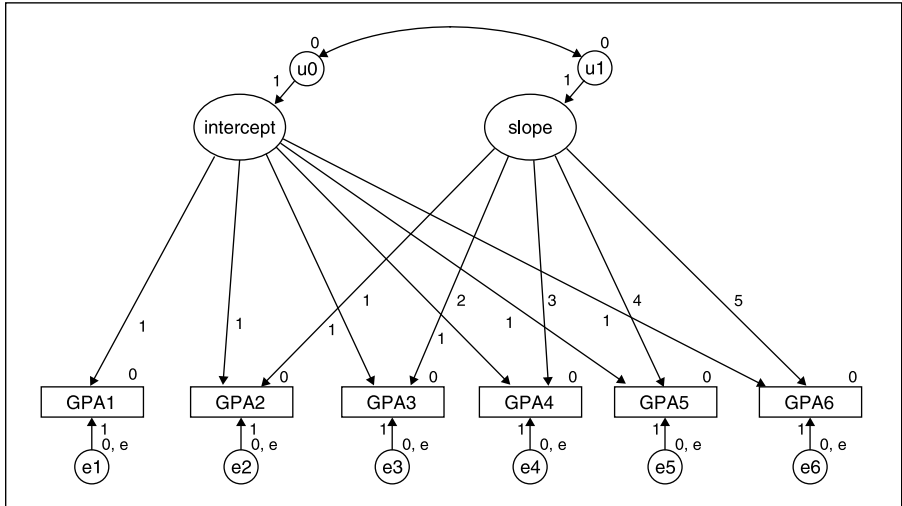 0 0
u0 u1
1 1
intercept slope
1 2 3 4 5
1 1 1 1 1 1
0 0 0 0 0 0
GPA1 GPA2 GPA3 GPA4 GPA5 GPA6
1 1 1 1 1 1
0, e 0, e 0, e 0, e 0, e 0, e
e1 e2 e3 e4 e5 e6